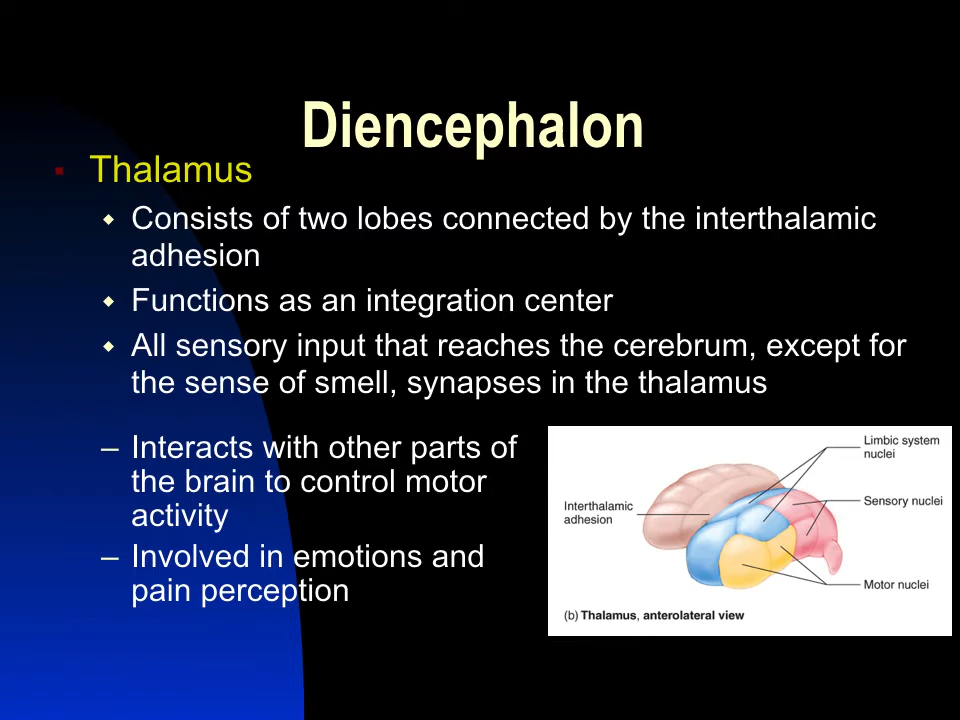 Diencephalon
▪ Thalamus
◆ Consists of two lobes connected by the interthalamic
adhesion
◆ Functions as an integration center
◆ All sensory input that reaches the cerebrum, except for
the sense of smell, synapses in the thalamus
– Interacts with other parts of
the brain to control motor
activity
– Involved in emotions and
pain perception
Limbic system
nuclei
Interthalamic
adhesion
Sensory nuclei
Motor nuclei
(b) Thalamus, anterolateral view